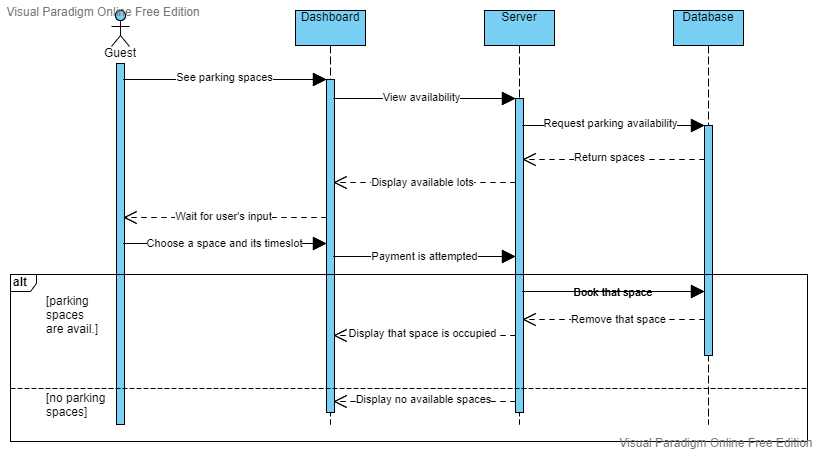 Visual Paradigm Online Free Edition
Guest
Dashboard
Server
Database
See parking spaces
View availability
Request parking availability
Return spaces
Display available lots
Wait for user's input
Choose a space and its timeslot
Payment is attempted
alt
[parking
spaces
are avail.]
Book that space
Remove that space
Display that space is occupied
[no parking
spaces]
Display no available spaces
Visual Paradigm Online Free Edition